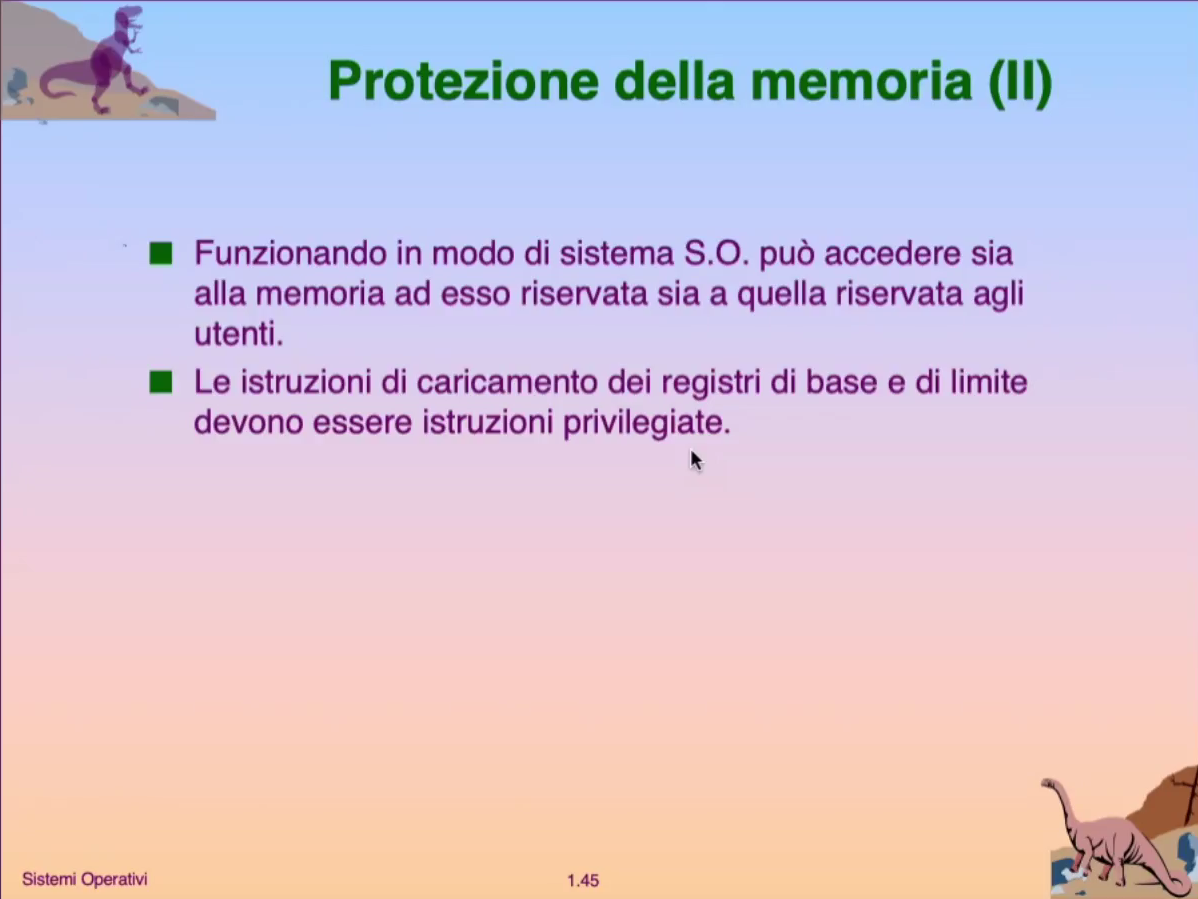 Protezione della memoria (II)
Funzionando in modo di sistema S.O. può accedere sia
alla memoria ad esso riservata sia a quella riservata agli
utenti.
Le istruzioni di caricamento dei registri di base e di limite
devono essere istruzioni privilegiate.
Sistemi Operativi
1.45